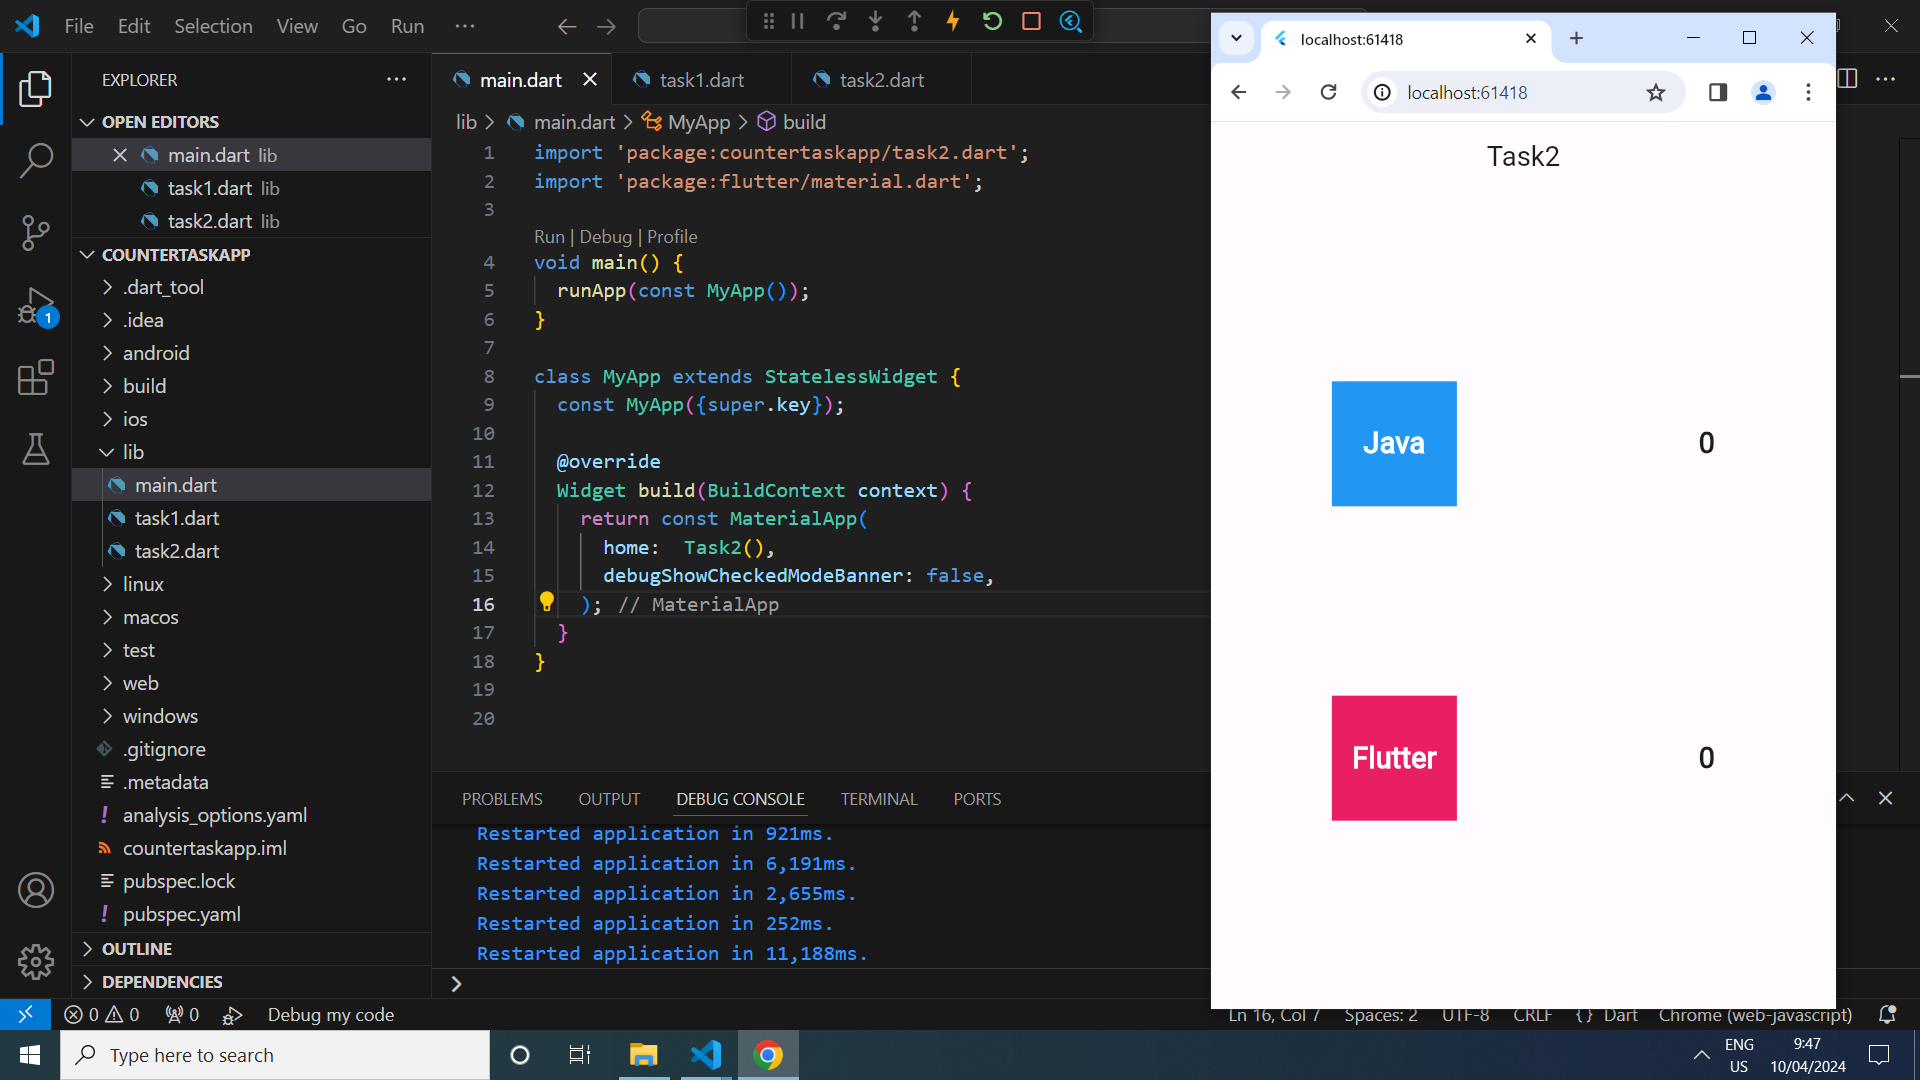 File Edit Selection View Go Run ···
EXPLORER ···
OPEN EDITORS
main.dart lib
task1.dart lib
task2.dart lib
COUNTERTASKAPP
.dart_tool
.idea
android
build
ios
lib
main.dart
task1.dart
task2.dart
linux
macos
test
web
windows
.gitignore
.metadata
analysis_options.yaml
countertaskapp.iml
pubspec.lock
pubspec.yaml
OUTLINE
DEPENDENCIES
1
main.dart task1.dart task2.dart
lib > main.dart > MyApp > build
1 import 'package:countertaskapp/task2.dart';
2 import 'package:flutter/material.dart';
3
Run | Debug | Profile
4 void main() {
5 runApp(const MyApp());
6 }
7
8 class MyApp extends StatelessWidget {
9 const MyApp({super.key});
10
11 @override
12 Widget build(BuildContext context) {
13 return const MaterialApp(
14 home:  Task2(),
15 debugShowCheckedModeBanner: false,
16 ); // MaterialApp
17 }
18 }
19
20
PROBLEMS OUTPUT DEBUG CONSOLE TERMINAL PORTS
Restarted application in 921ms.
Restarted application in 6,191ms.
Restarted application in 2,655ms.
Restarted application in 252ms.
Restarted application in 11,188ms.
localhost:61418
localhost:61418
Task2
Java 0
Flutter 0
0 0 0 Debug my code Ln 16, Col 7 Spaces: 2 UTF-8 CRLF {} Dart Chrome (web-javascript)
Type here to search
ENG
US
9:47
10/04/2024